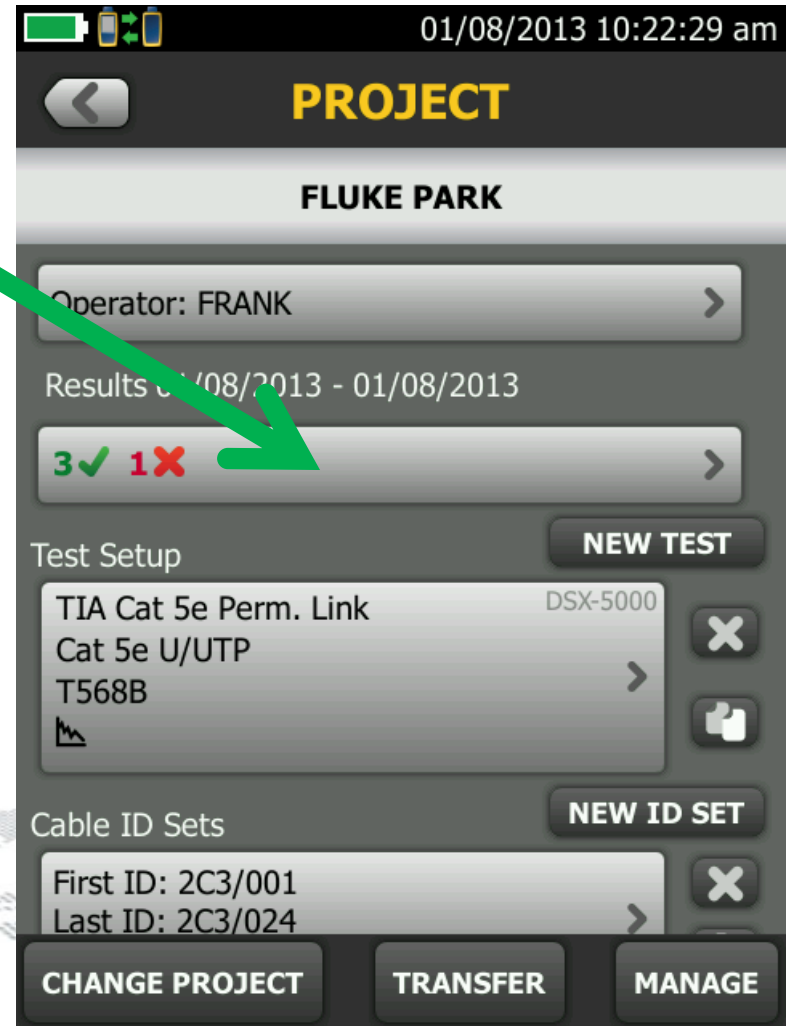 01/08/2013 10:22:29 am
PROJECT
FLUKE PARK
Operator: FRANK
Results 01/08/2013 - 01/08/2013
3 1
NEW TEST
Test Setup
TIA Cat 5e Perm. Link DSX-5000
Cat 5e U/UTP
T568B
NEW ID SET
Cable ID Sets
First ID: 2C3/001
Last ID: 2C3/024
CHANGE PROJECT TRANSFER MANAGE